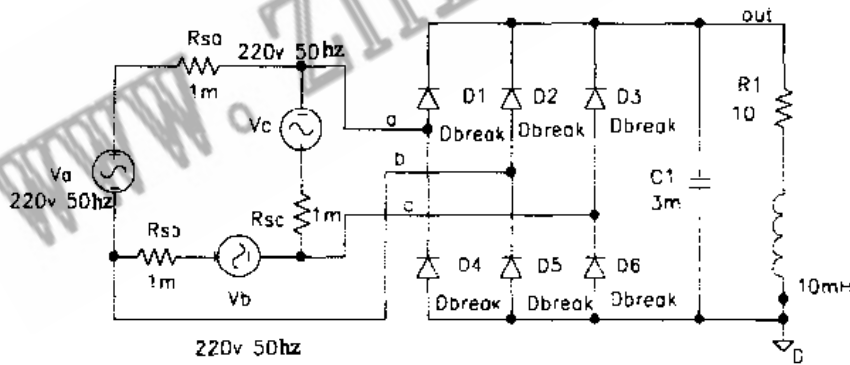 out
Rsa
220v 50hz
1m
D1
D2
D3
R1
10
Vc
a
Dbreak
Dbreak
Dbreak
b
C1
3m
Va
220v 50hz
Rsc
1m
c
Rsb
1m
Vb
D4
D5
D6
10mH
Dbreak
Dbreak
Dbreak
220v 50hz